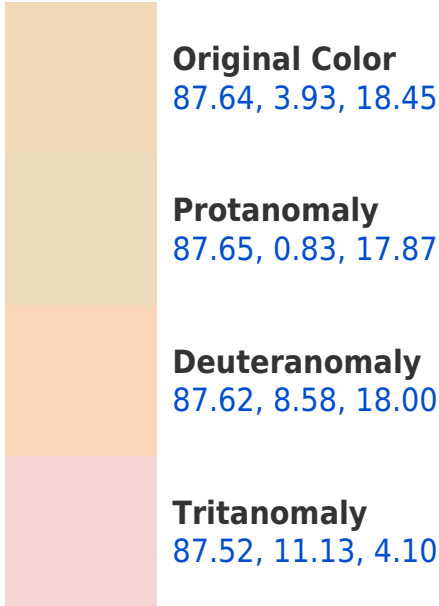 Original Color
87.64, 3.93, 18.45
Protanomaly
87.65, 0.83, 17.87
Deuteranomaly
87.62, 8.58, 18.00
Tritanomaly
87.52, 11.13, 4.10